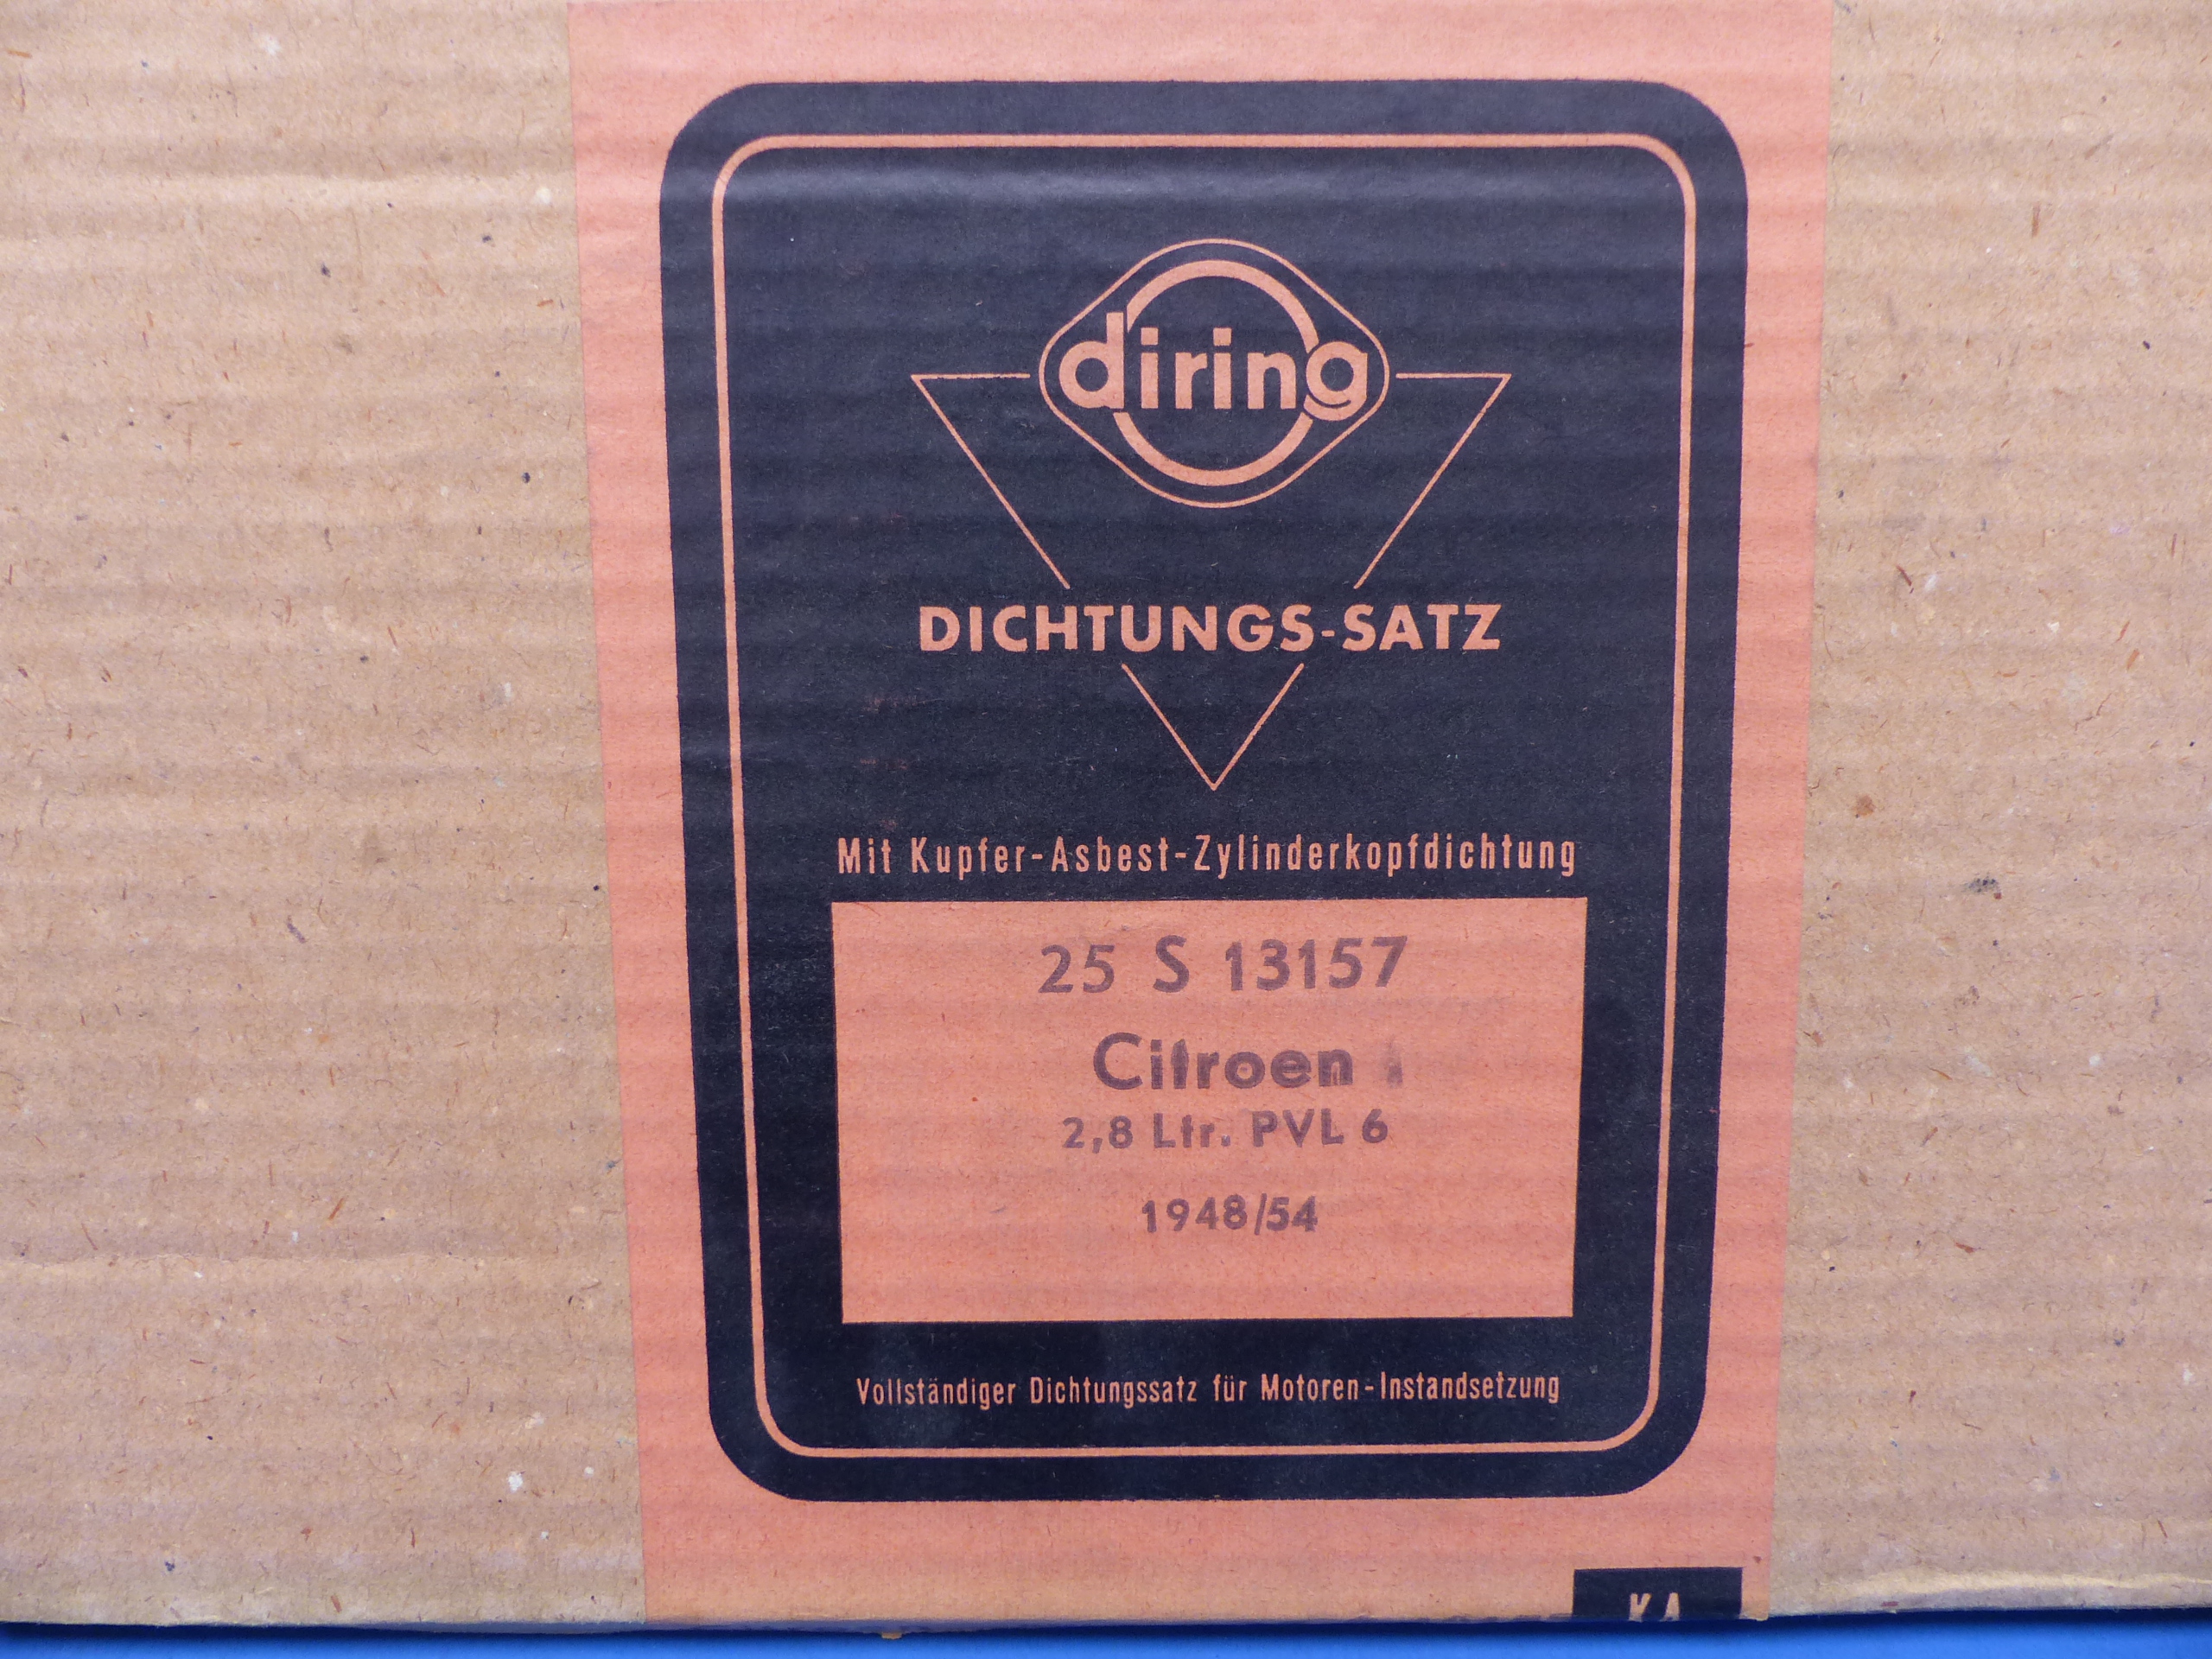 diring
DICHTUNGS-SATZ
Mit Kupfer-Asbest-Zylinderkopfdichtung
25 S 13157
Citroen
2,8 Ltr. PVL 6
1948/54
Vollständiger Dichtungssatz für Motoren-Instandsetzung